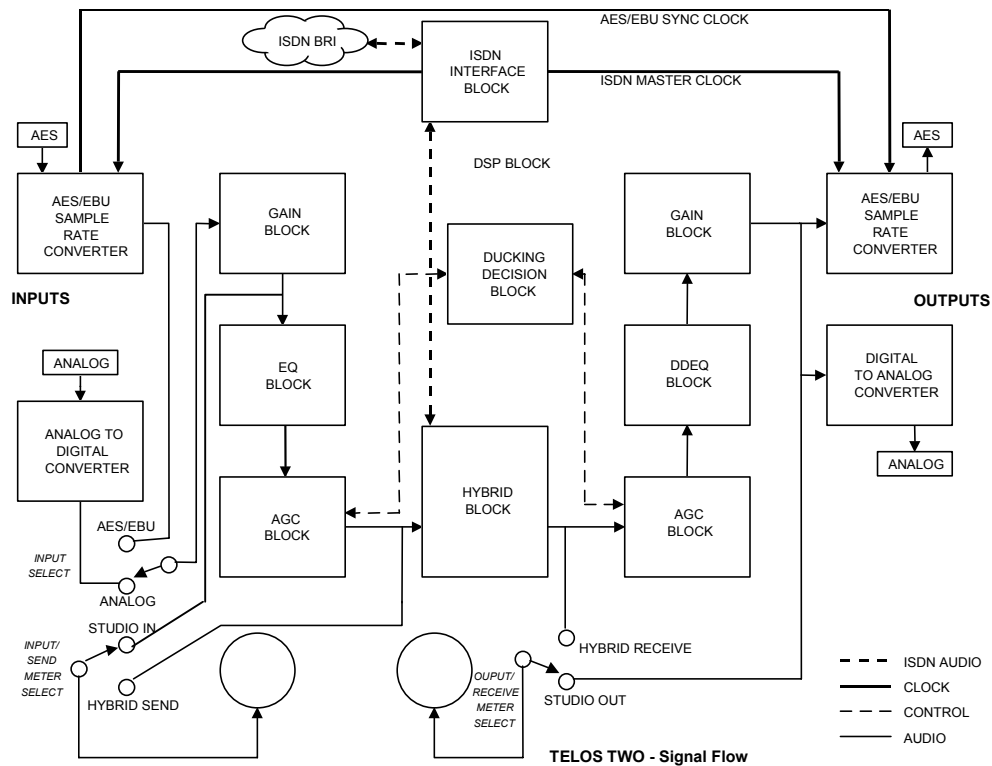 AES/EBU SYNC CLOCK
ISDN BRI
ISDN
INTERFACE
BLOCK
ISDN MASTER CLOCK
AES
AES
DSP BLOCK
AES/EBU
SAMPLE
RATE
CONVERTER
GAIN
BLOCK
DUCKING
DECISION
BLOCK
GAIN
BLOCK
AES/EBU
SAMPLE
RATE
CONVERTER
INPUTS
OUTPUTS
ANALOG
EQ
BLOCK
DDEQ
BLOCK
DIGITAL
TO ANALOG
CONVERTER
ANALOG TO
DIGITAL
CONVERTER
ANALOG
AGC
BLOCK
HYBRID
BLOCK
AGC
BLOCK
AES/EBU
INPUT
SELECT
ANALOG
STUDIO IN
INPUT/
SEND
METER
SELECT
HYBRID SEND
HYBRID RECEIVE
OUPUT/
RECEIVE
METER
SELECT
STUDIO OUT
ISDN AUDIO
CLOCK
CONTROL
AUDIO
TELOS TWO - Signal Flow